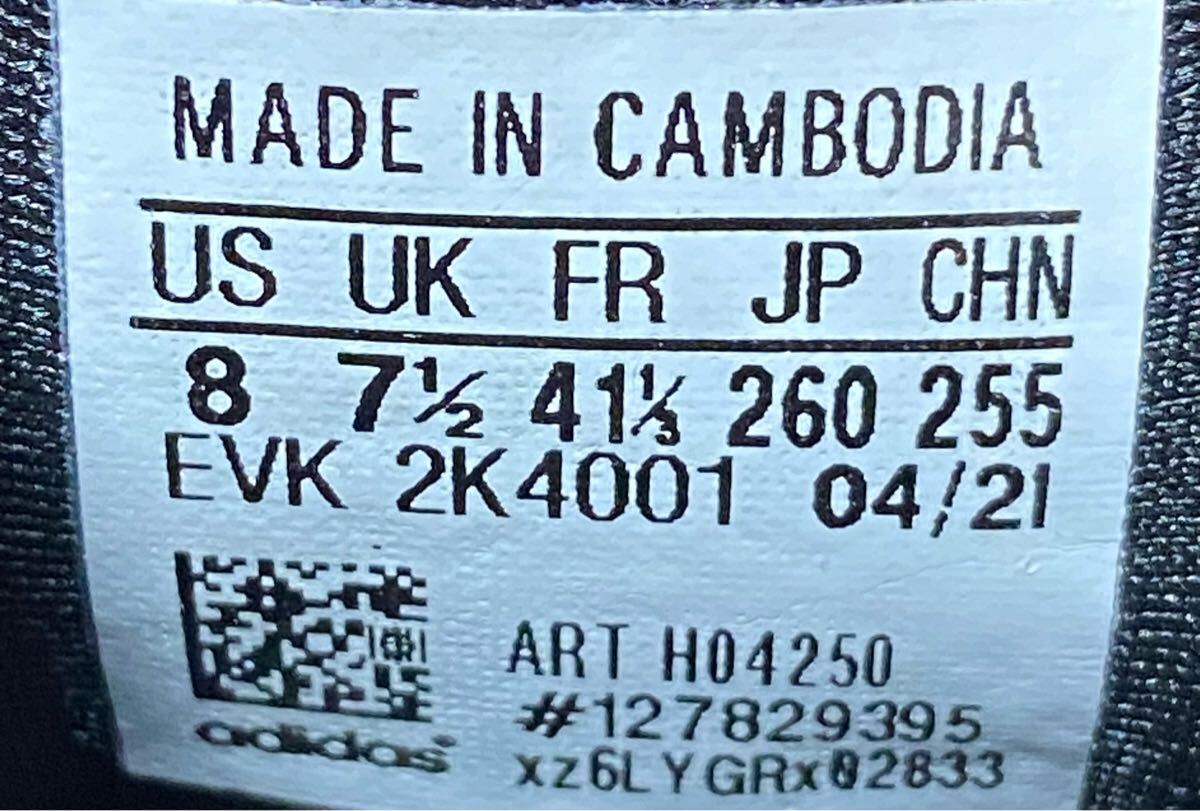 MADE IN CAMBODIA
US UK FR JP CHN
8 7½ 41⅓ 260 255
EVK 2K4001 04/21
ART H04250
#127829395
adidas
xz6LYGRx02833